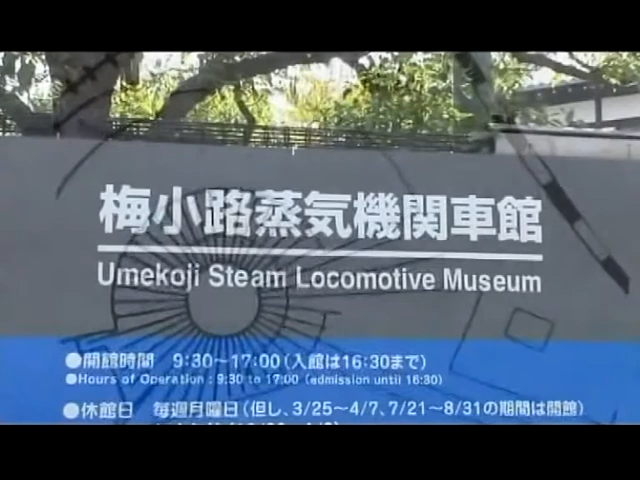 梅小路蒸気機関車館
Umekoji Steam Locomotive Museum
●開館時間 9:30〜17:00(入館は16:30まで)
●Hours of Operation : 9:30 to 17:00 (admission until 16:30)
●休館日 毎週月曜日(但し、3/25〜4/7、7/21〜8/31の期間は開館)